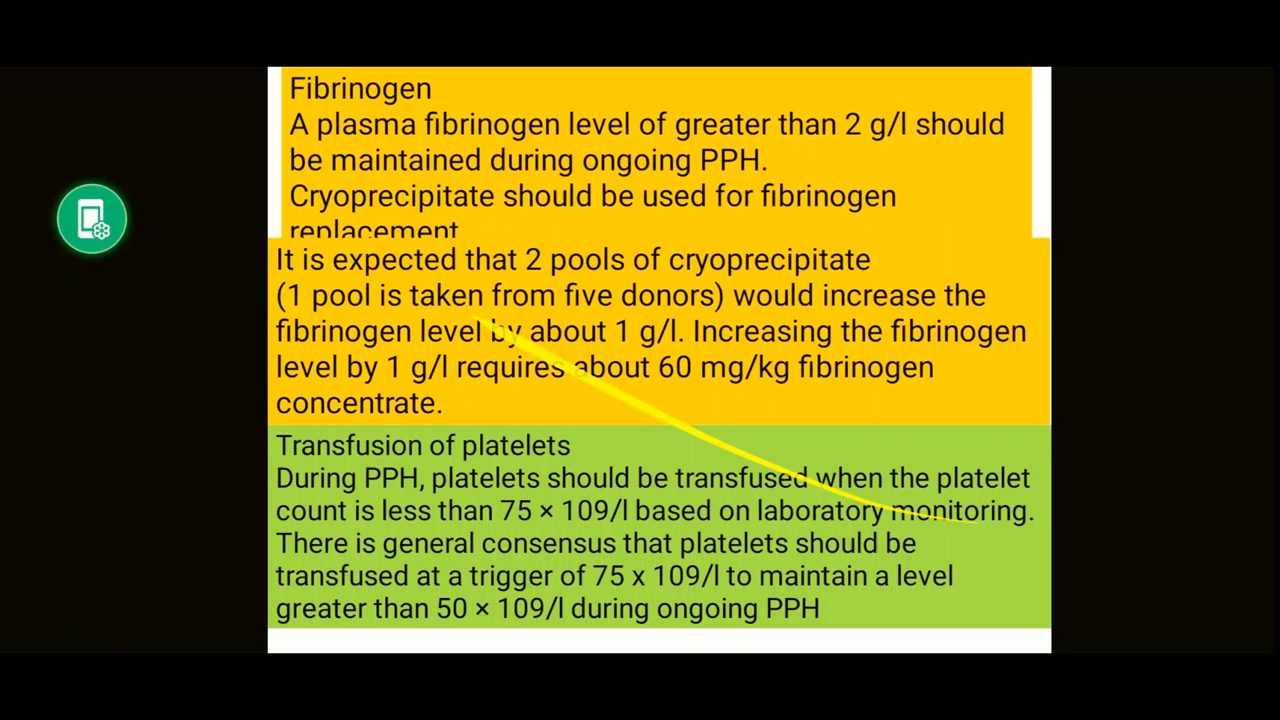 Fibrinogen
A plasma fibrinogen level of greater than 2 g/l should
be maintained during ongoing PPH.
Cryoprecipitate should be used for fibrinogen
replacement
It is expected that 2 pools of cryoprecipitate
(1 pool is taken from five donors) would increase the
fibrinogen level by about 1 g/l. Increasing the fibrinogen
level by 1 g/l requires about 60 mg/kg fibrinogen
concentrate.
Transfusion of platelets
During PPH, platelets should be transfused when the platelet
count is less than 75 × 109/l based on laboratory monitoring.
There is general consensus that platelets should be
transfused at a trigger of 75 x 109/l to maintain a level
greater than 50 × 109/l during ongoing PPH